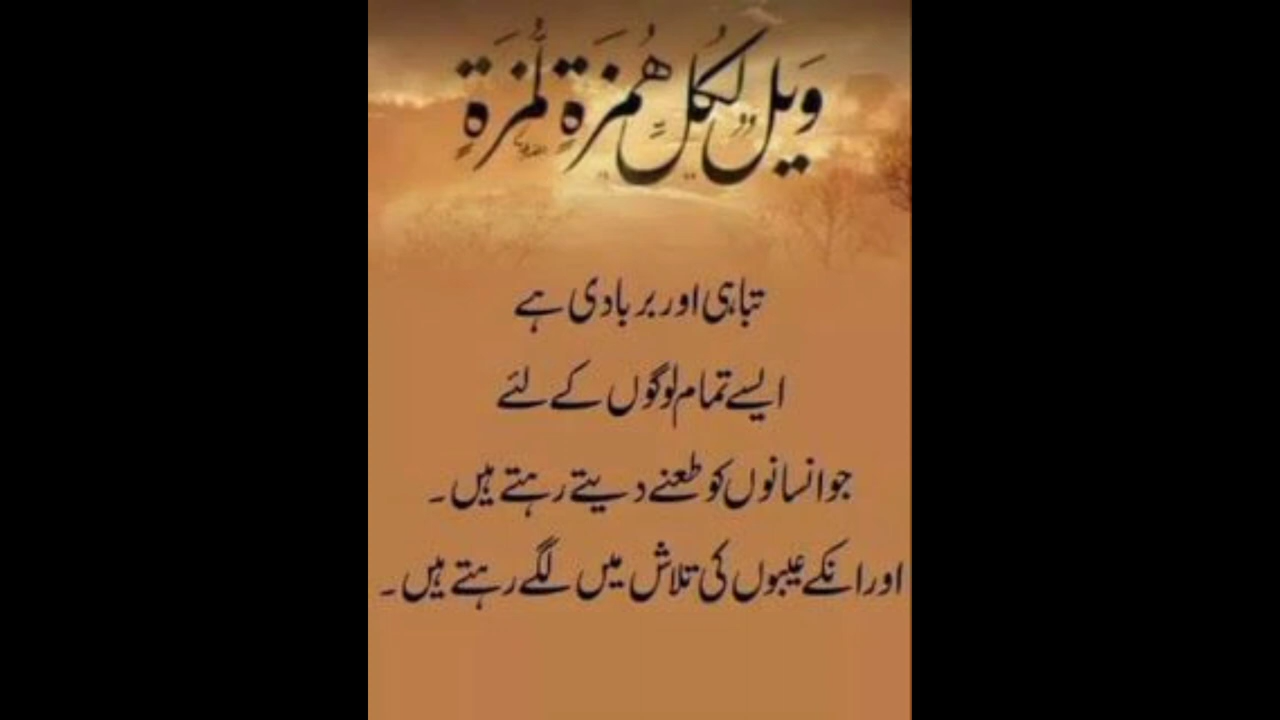 وَيۡلٌ لِّكُلِّ هُمَزَةٍ لُّمَزَةٍ
تباہی اور بربادی ہے
ایسے تمام لوگوں کے لئے
جو انسانوں کو طعنے دیتے رہتے ہیں۔
اور انکے عیبوں کی تلاش میں لگے رہتے ہیں۔